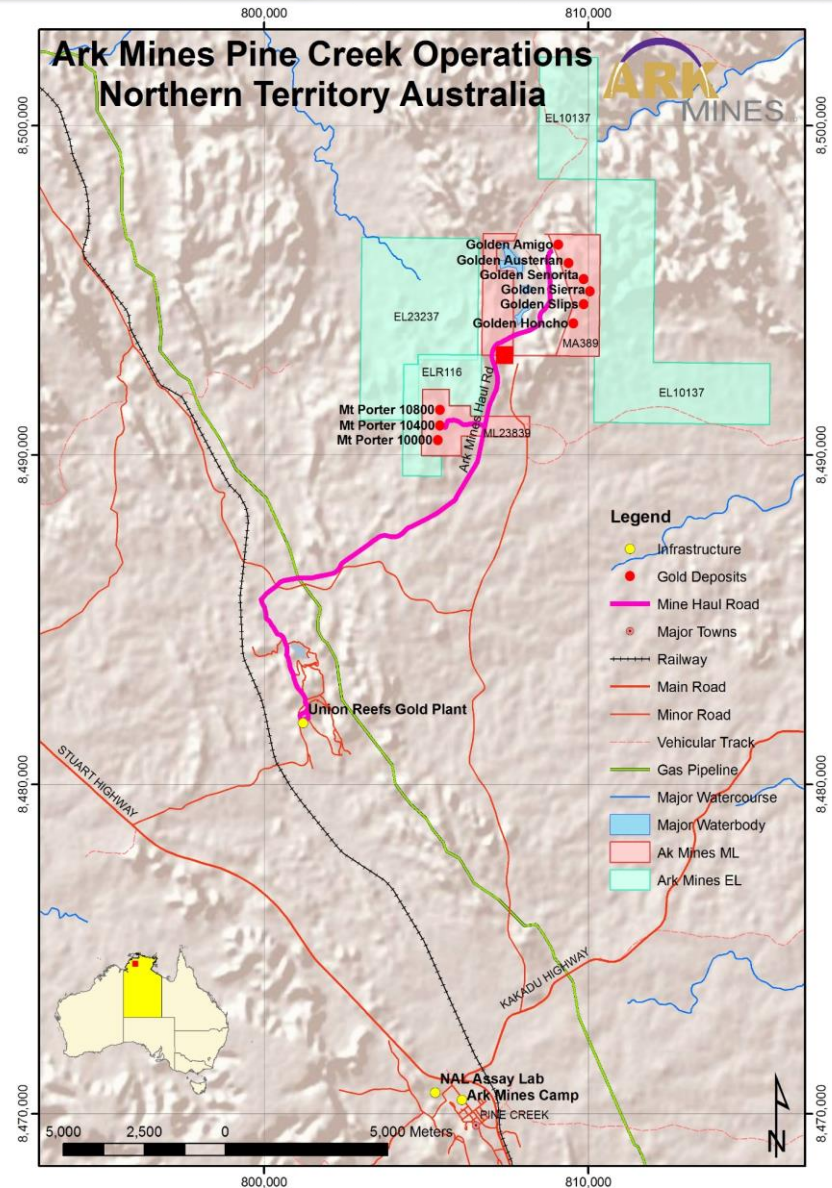 800,000
810,000
Ark Mines Pine Creek Operations
Northern Territory Australia
ARK
MINES
8,500,000
8,500,000
EL10137
Golden Amigo
Golden Austerian
Golden Senorita
Golden Sierra
Golden Slips
Golden Honcho
EL23237
MA389
ELR116
EL10137
Mt Porter 10800
Mt Porter 10400
Mt Porter 10000
Ark Mines Haul Rd
ML23839
8,490,000
8,490,000
Legend
Infrastructure
Gold Deposits
Mine Haul Road
Major Towns
Railway
Main Road
Minor Road
Vehicular Track
Gas Pipeline
Major Watercourse
Major Waterbody
Ak Mines ML
Ark Mines EL
Union Reefs Gold Plant
STUART HIGHWAY
8,480,000
8,480,000
KAKADU HIGHWAY
NAL Assay Lab
Ark Mines Camp
PINE CREEK
8,470,000
8,470,000
5,000
2,500
0
5,000 Meters
N
800,000
810,000